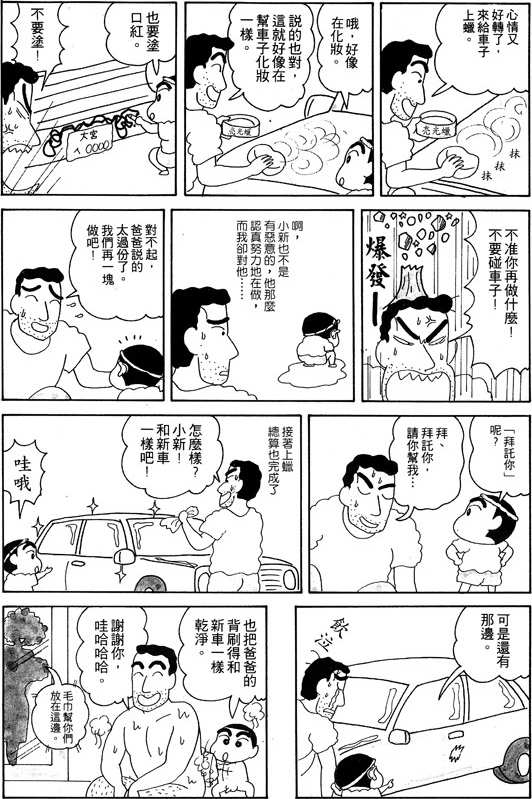 心情又
好轉了，
來給車子
上蠟。
亮光蠟
抹
抹
抹
哦，好像
在化妝。
說的也對，
這就好像在
幫車子化妝
一樣。
亮光蠟
也要塗
口紅。
大宮
不要塗！
不准你再做什麼！
不要碰車子！
爆發！
啊，
小新也不是
有惡意的，他那麼
認真努力地在做，
而我卻對他……
對不起，
爸爸說的
太過份了。
我們再一塊
做吧！
「拜託你」
呢？
拜、
拜託你，
請你幫我…
接著上蠟
總算也完成了
怎麼樣？
小新！
和新車
一樣吧！
哇哦
可是還有
那邊。
飲泣
也把爸爸的
背刷得和
新車一樣
乾淨。
謝謝你，
哇哈哈哈。
毛巾幫你們
放在這邊。